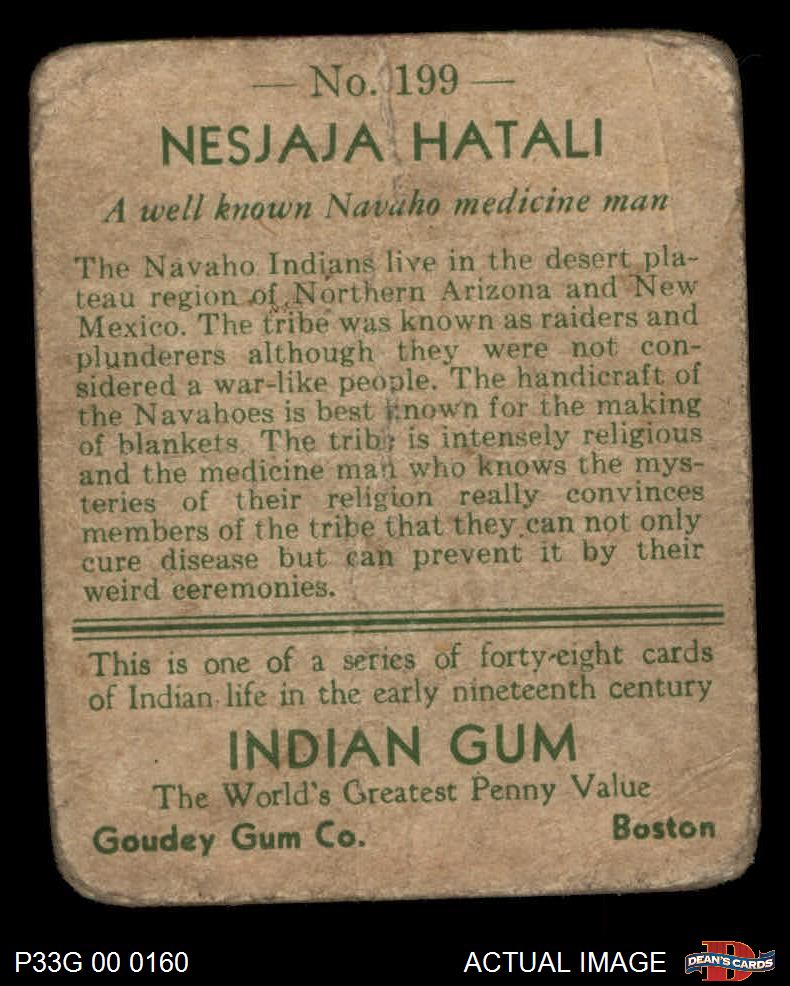 — No. 199 —
NESJAJA HATALI
A well known Navaho medicine man
The Navaho Indians live in the desert pla-
teau region of Northern Arizona and New
Mexico. The tribe was known as raiders and
plunderers although they were not con-
sidered a war-like people. The handicraft of
the Navahoes is best known for the making
of blankets. The tribe is intensely religious
and the medicine man who knows the mys-
teries of their religion really convinces
members of the tribe that they can not only
cure disease but can prevent it by their
weird ceremonies.
This is one of a series of forty-eight cards
of Indian life in the early nineteenth century
INDIAN GUM
The World's Greatest Penny Value
Goudey Gum Co. Boston
P33G 00 0160 ACTUAL IMAGE DEAN'S CARDS